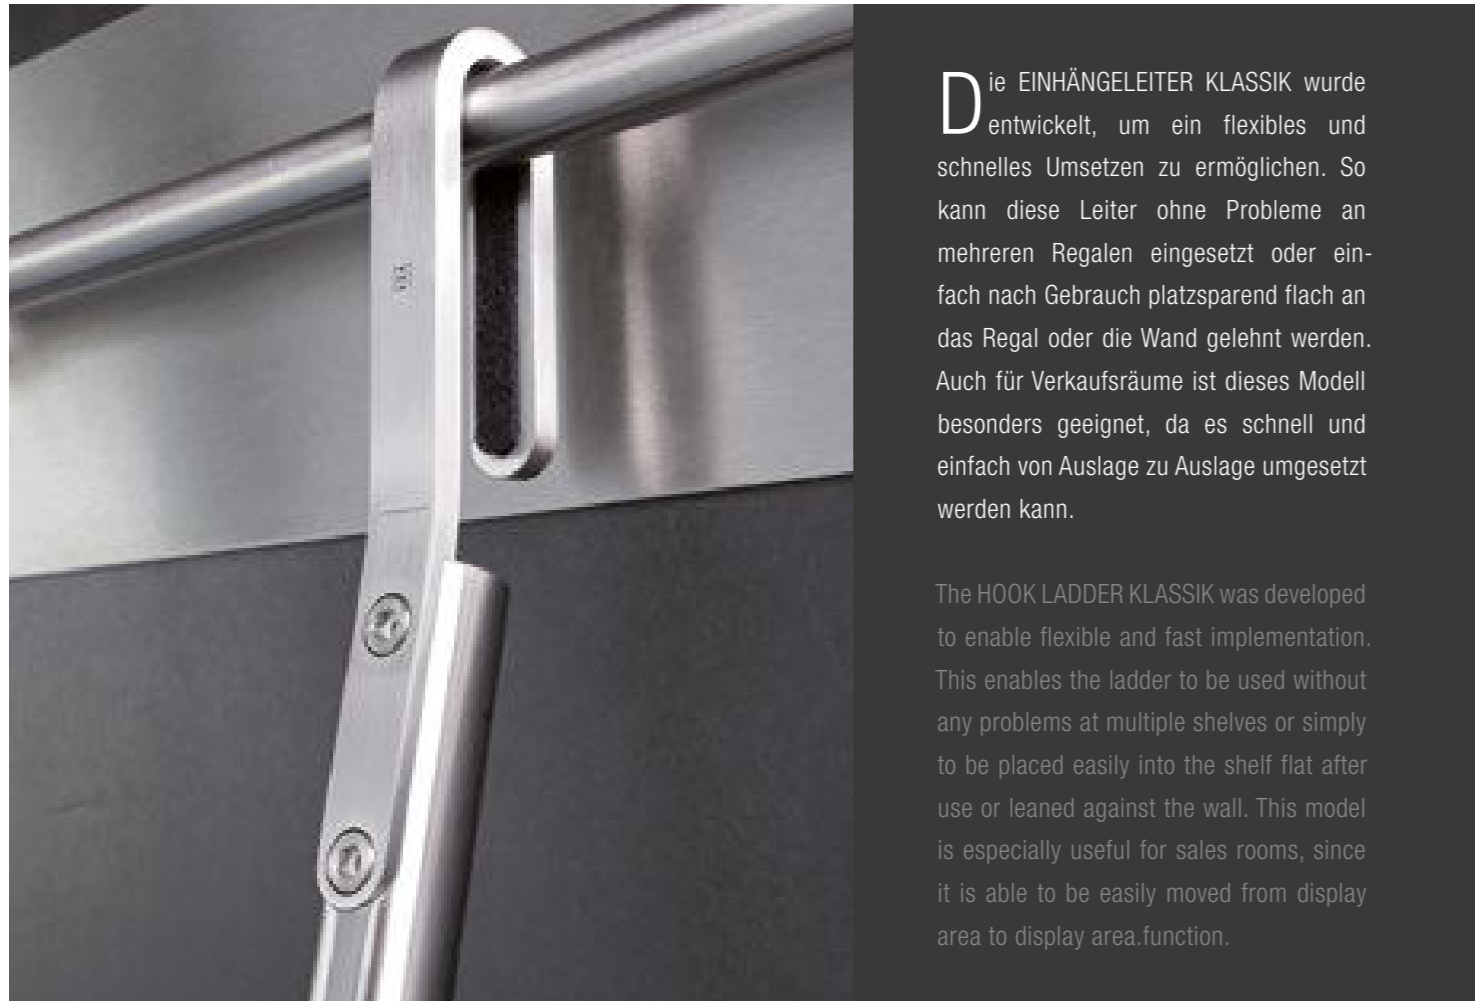 Die EINHÄNGELEITER KLASSIK wurde
entwickelt, um ein flexibles und
schnelles Umsetzen zu ermöglichen. So
kann diese Leiter ohne Probleme an
mehreren Regalen eingesetzt oder ein-
fach nach Gebrauch platzsparend flach an
das Regal oder die Wand gelehnt werden.
Auch für Verkaufsräume ist dieses Modell
besonders geeignet, da es schnell und
einfach von Auslage zu Auslage umgesetzt
werden kann.
The HOOK LADDER KLASSIK was developed
to enable flexible and fast implementation.
This enables the ladder to be used without
any problems at multiple shelves or simply
to be placed easily into the shelf flat after
use or leaned against the wall. This model
is especially useful for sales rooms, since
it is able to be easily moved from display
area to display area.function.